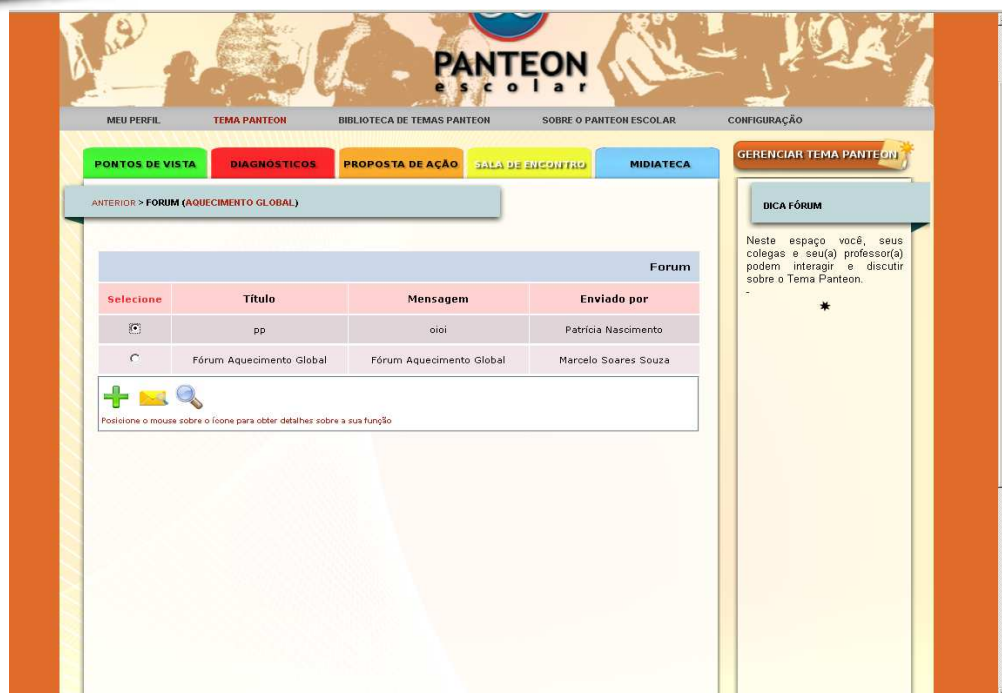 PANTEON
escolar
MEU PERFIL TEMA PANTEON BIBLIOTECA DE TEMAS PANTEON SOBRE O PANTEON ESCOLAR CONFIGURAÇÃO
PONTOS DE VISTA DIAGNÓSTICOS PROPOSTA DE AÇÃO SALA DE ENCONTRO MIDIATECA
GERENCIAR TEMA PANTEON
ANTERIOR > FORUM (AQUECIMENTO GLOBAL)
Forum
Selecione Título Mensagem Enviado por
pp oioi Patrícia Nascimento
Fórum Aquecimento Global Fórum Aquecimento Global Marcelo Soares Souza
Posicione o mouse sobre o ícone para obter detalhes sobre a sua função
DICA FÓRUM
Neste espaço você, seus
colegas e seu(a) professor(a)
podem interagir e discutir
sobre o Tema Panteon.
-